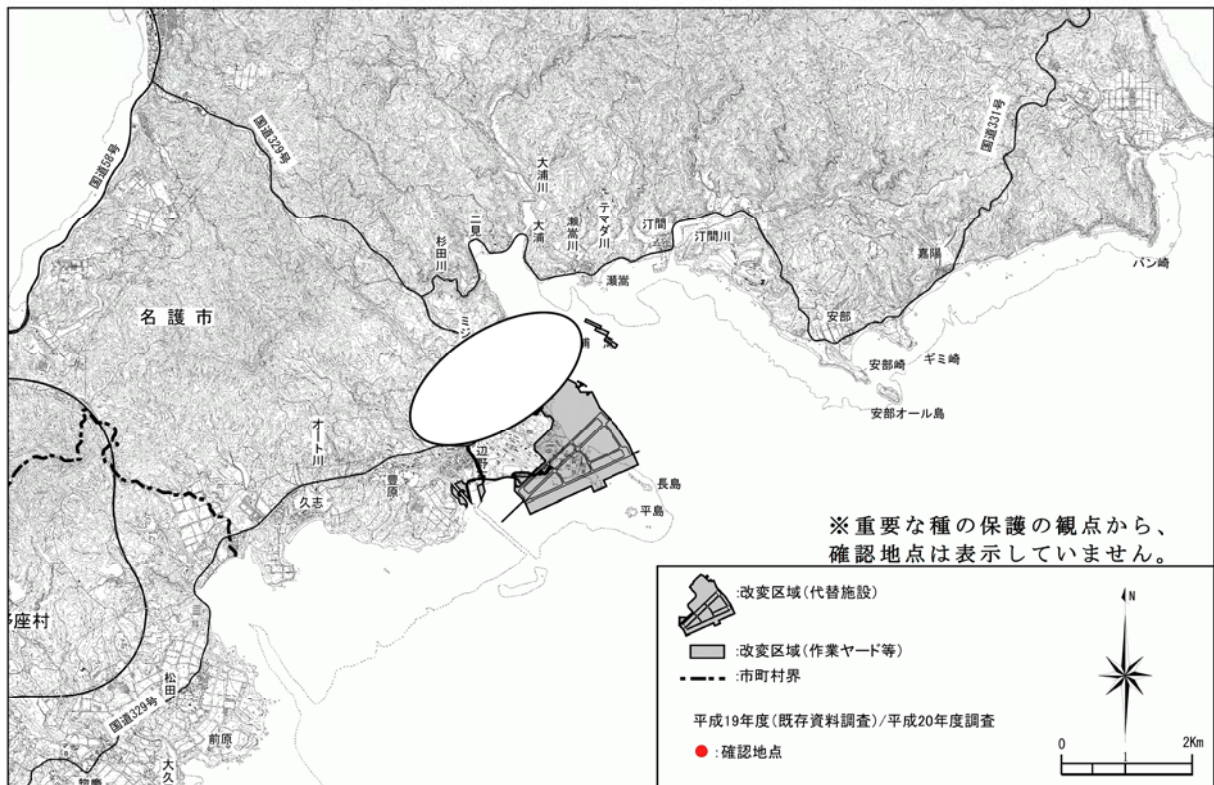 国道58号
国道329号
国道331号
大浦川
二見
大浦
瀬嵩川
テマダ川
汀間
汀間川
杉田川
瀬嵩
嘉陽
バン崎
名護市
安部
安部崎
ギミ崎
安部オール島
オート川
久志
豊原
長島
平島
※重要な種の保護の観点から、
確認地点は表示していません。
松田
国道329号
前原
:改変区域(代替施設)
:改変区域(作業ヤード等)
:市町村界
平成19年度(既存資料調査)/平成20年度調査
:確認地点
N
0 1 2Km